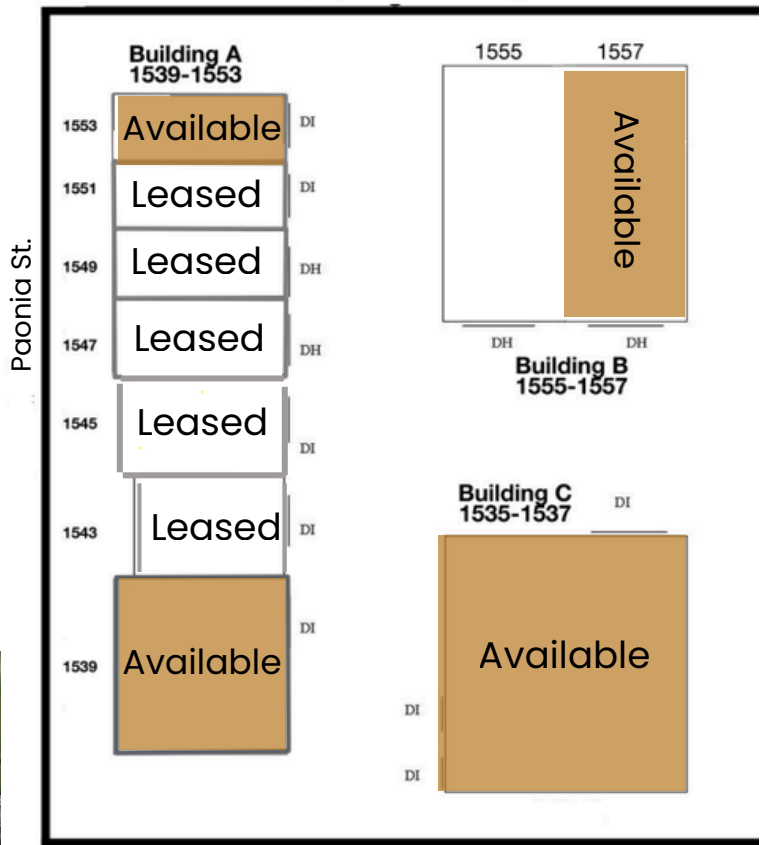 Building A
1539-1553
1553
Available
DI
1551
Leased
DI
1549
Leased
DH
1547
Leased
DH
1545
Leased
DI
1543
Leased
DI
1539
Available
DI
Paonia St.
1555
1557
Available
DH
DH
Building B
1555-1557
Building C
1535-1537
DI
Available
DI
DI